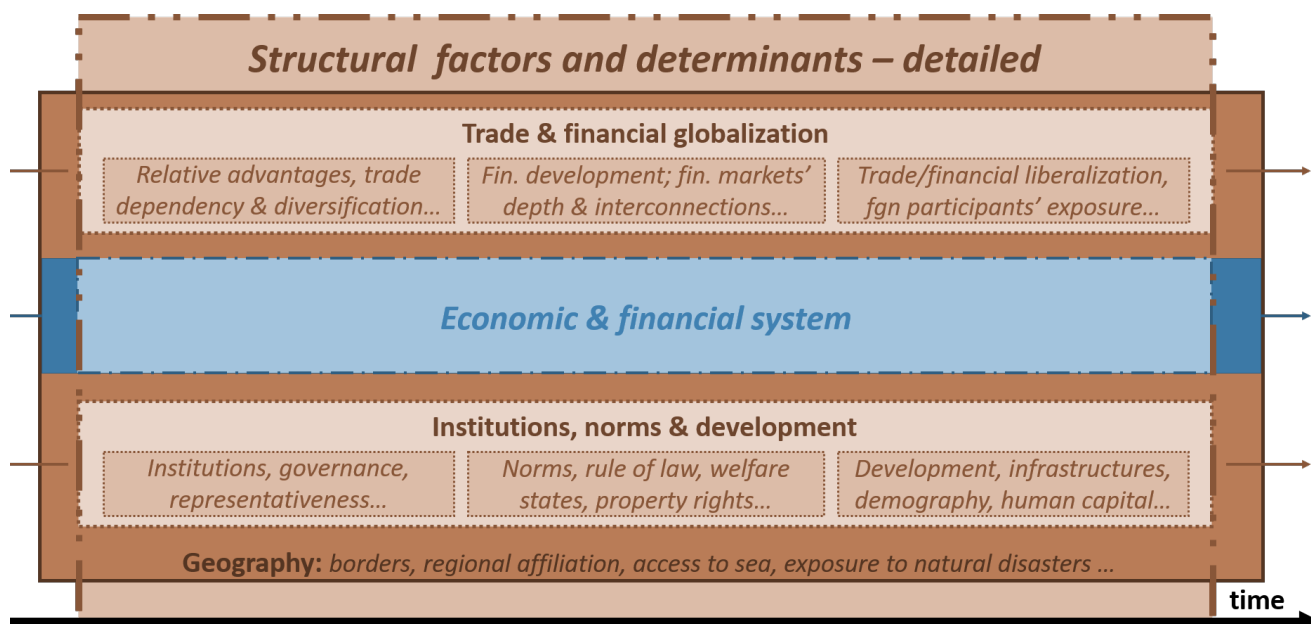 Structural factors and determinants – detailed
Trade & financial globalization
Relative advantages, trade
dependency & diversification…
Fin. development; fin. markets’
depth & interconnections…
Trade/financial liberalization,
fgn participants’ exposure…
Economic & financial system
Institutions, norms & development
Institutions, governance,
representativeness…
Norms, rule of law, welfare
states, property rights…
Development, infrastructures,
demography, human capital…
Geography: borders, regional affiliation, access to sea, exposure to natural disasters …
time